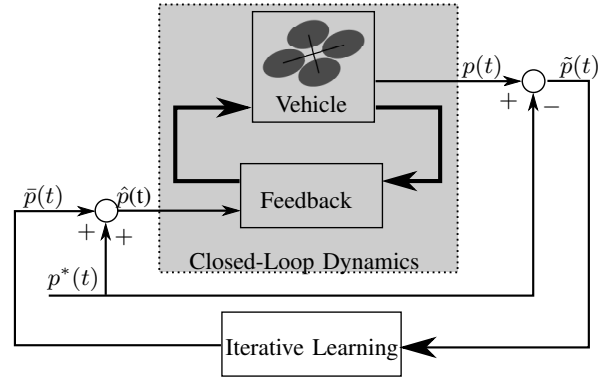 p(t)
p̃(t)
+
−
Vehicle
p̄(t)
p̂(t)
Feedback
+
+
Closed-Loop Dynamics
p*(t)
Iterative Learning